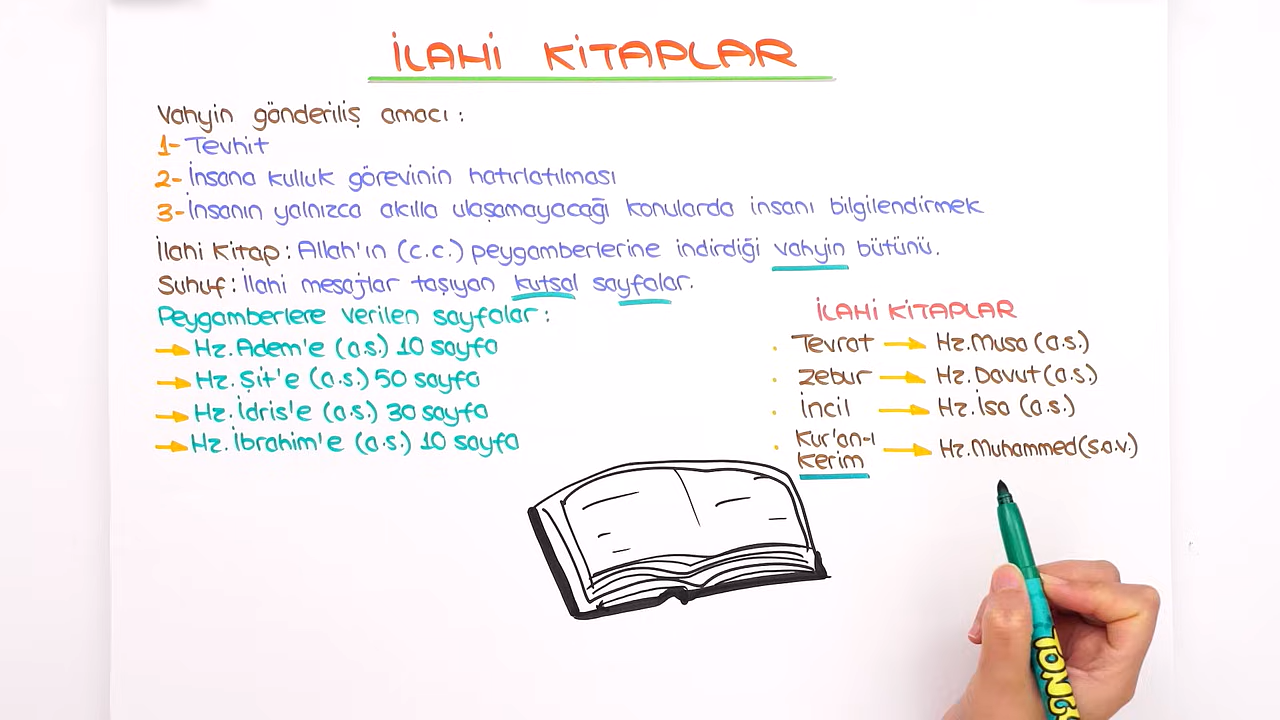 İLAHİ KİTAPLAR
Vahyin gönderiliş amacı :
1- Tevhit
2- İnsana kulluk görevinin hatırlatılması
3- İnsanın yalnızca akılla ulaşamayacağı konularda insanı bilgilendirmek
İlahi Kitap : Allah'ın (c.c.) peygamberlerine indirdiği vahyin bütünü.
Suhuf : İlahi mesajlar taşıyan kutsal sayfalar.
Peygamberlere verilen sayfalar :
→ Hz. Adem'e (a.s.) 10 sayfa
→ Hz. Şit'e (a.s.) 50 sayfa
→ Hz. İdris'e (a.s.) 30 sayfa
→ Hz. İbrahim'e (a.s.) 10 sayfa
İLAHİ KİTAPLAR
. Tevrat → Hz. Musa (a.s.)
. Zebur → Hz. Davut (a.s.)
. İncil → Hz. İsa (a.s.)
. Kur'an-ı → Hz. Muhammed (s.a.v.)
Kerim